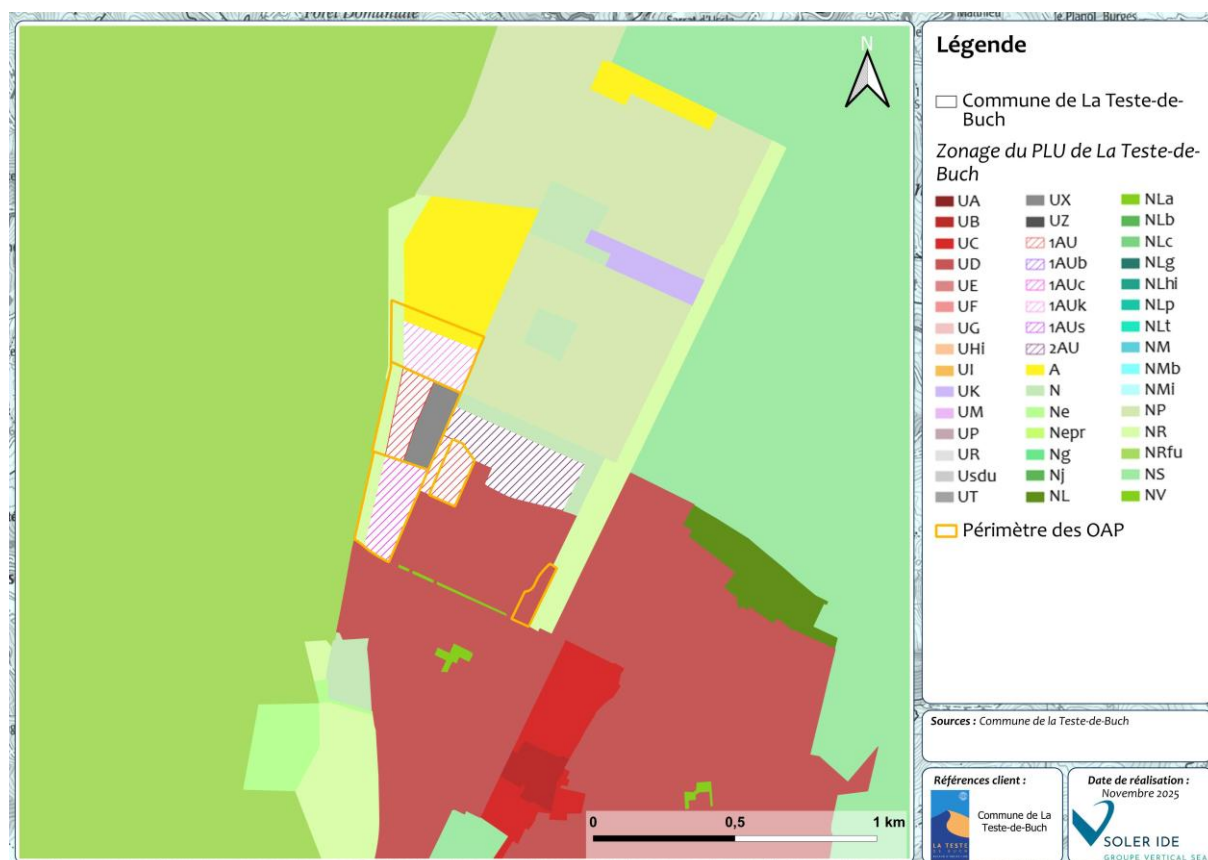 Forêt Domaniale
le Planol Burges
N
0
0,5
1 km
Légende
Commune de La Teste-de-
Buch
Zonage du PLU de La Teste-de-
Buch
UA
UB
UC
UD
UE
UF
UG
UHi
UI
UK
UM
UP
UR
Usdu
UT
UX
UZ
1AU
1AUb
1AUc
1AUk
1AUs
2AU
A
N
Ne
Nepr
Ng
Nj
NL
NLa
NLb
NLc
NLg
NLhi
NLp
NLt
NM
NMb
NMi
NP
NR
NRfu
NS
NV
Périmètre des OAP
Sources : Commune de la Teste-de-Buch
Références client :
LA TESTE
DE BUCH
Commune de La
Teste-de-Buch
Date de réalisation :
Novembre 2025
SOLER IDE
GROUPE VERTICAL SEA